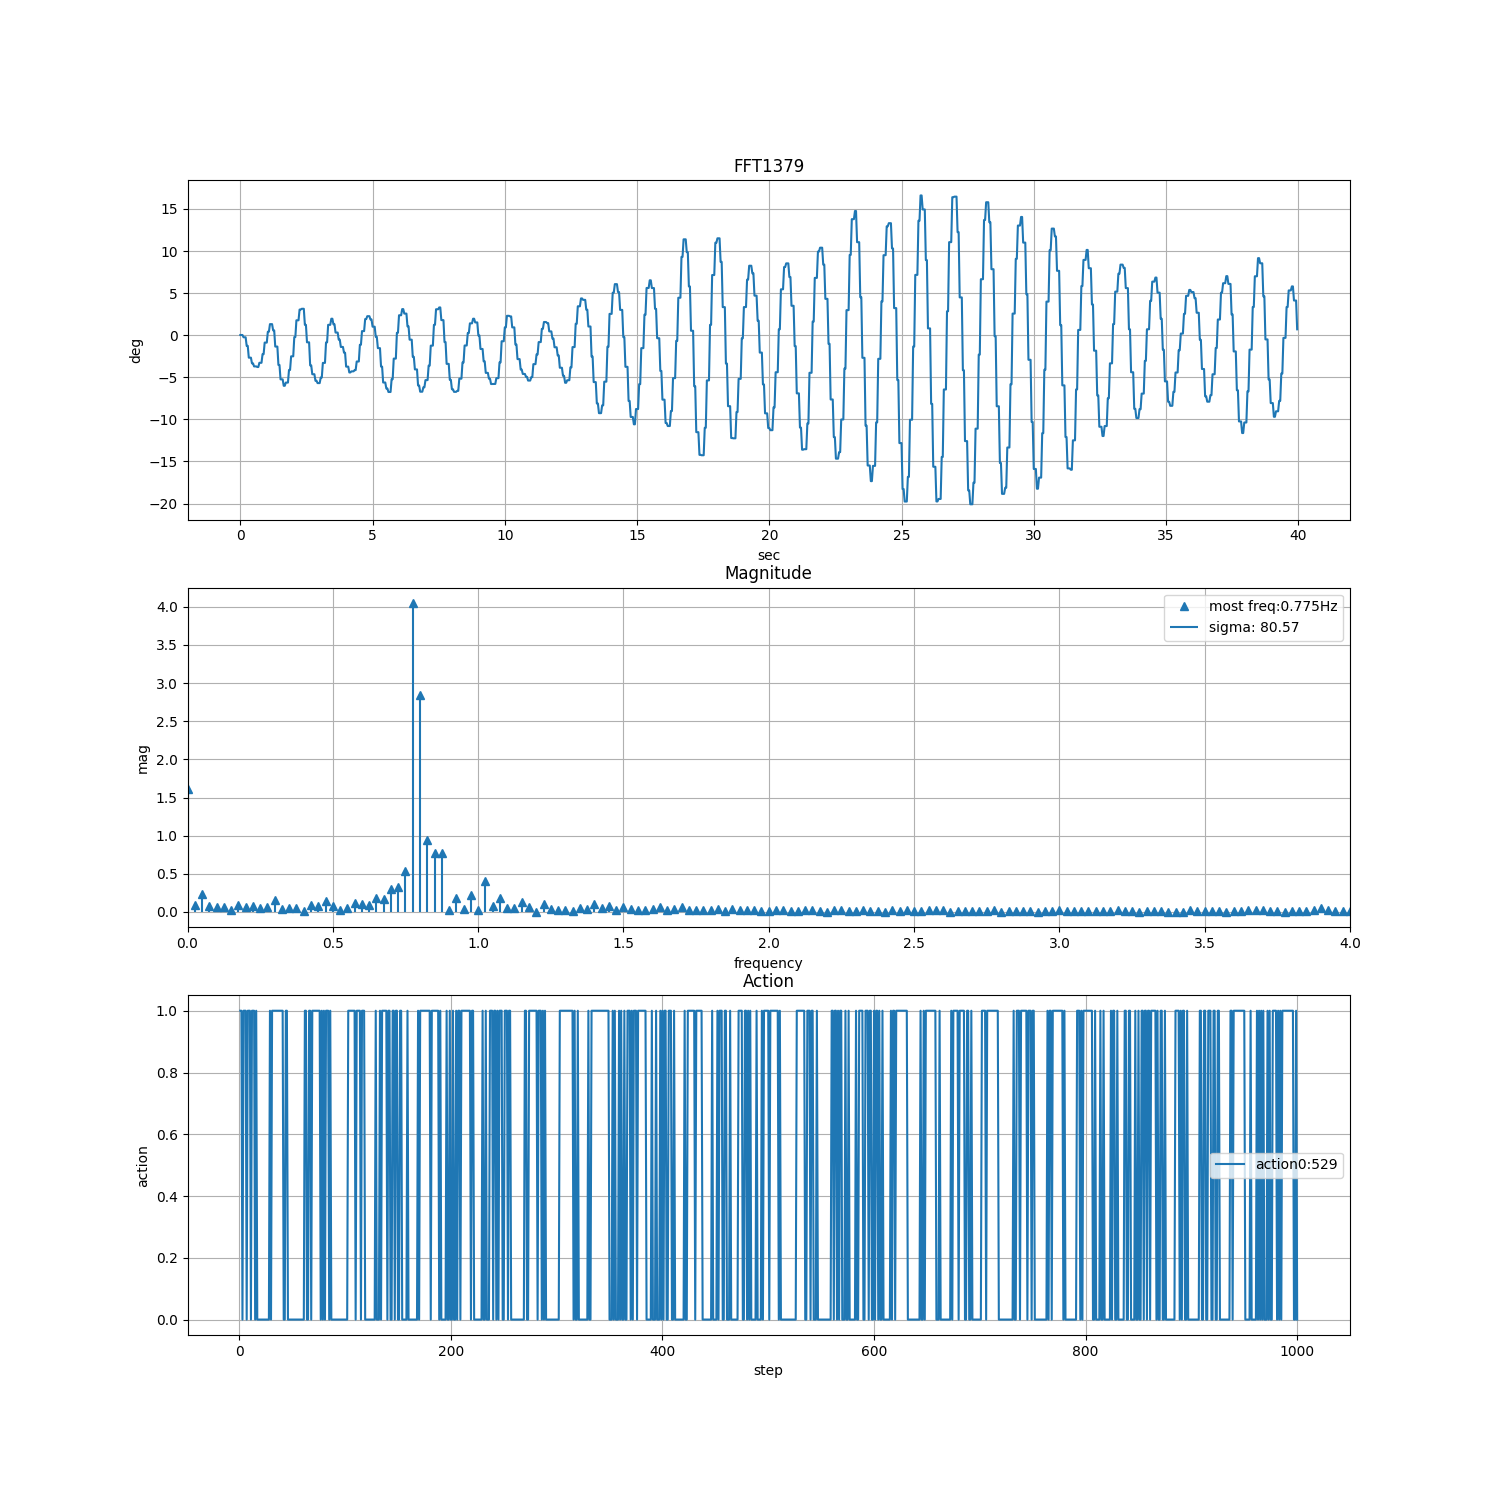 FFT1379
15
10
5
0
−5
−10
−15
−20
deg
0 5 10 15 20 25 30 35 40
sec
Magnitude
4.0
3.5
3.0
2.5
2.0
1.5
1.0
0.5
0.0
mag
most freq:0.775Hz
sigma: 80.57
0.0 0.5 1.0 1.5 2.0 2.5 3.0 3.5 4.0
frequency
Action
1.0
0.8
0.6
0.4
0.2
0.0
action
action0:529
0 200 400 600 800 1000
step